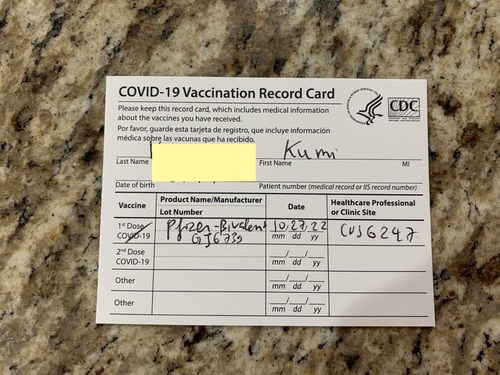 COVID-19 Vaccination Record Card
Please keep this record card, which includes medical information
about the vaccines you have received.
Por favor, guarde esta tarjeta de registro, que incluye información
médica sobre las vacunas que ha recibido.
CDC
Kumi
Last Name First Name MI
Date of birth Patient number (medical record or IIS record number)
Vaccine Product Name/Manufacturer Date Healthcare Professional
Lot Number or Clinic Site
1st Dose Pfizer-Bivalent 10/27/22 CVS 6247
COVID-19 GJ6739 mm dd yy
2nd Dose
COVID-19 mm dd yy
Other
mm dd yy
Other
mm dd yy